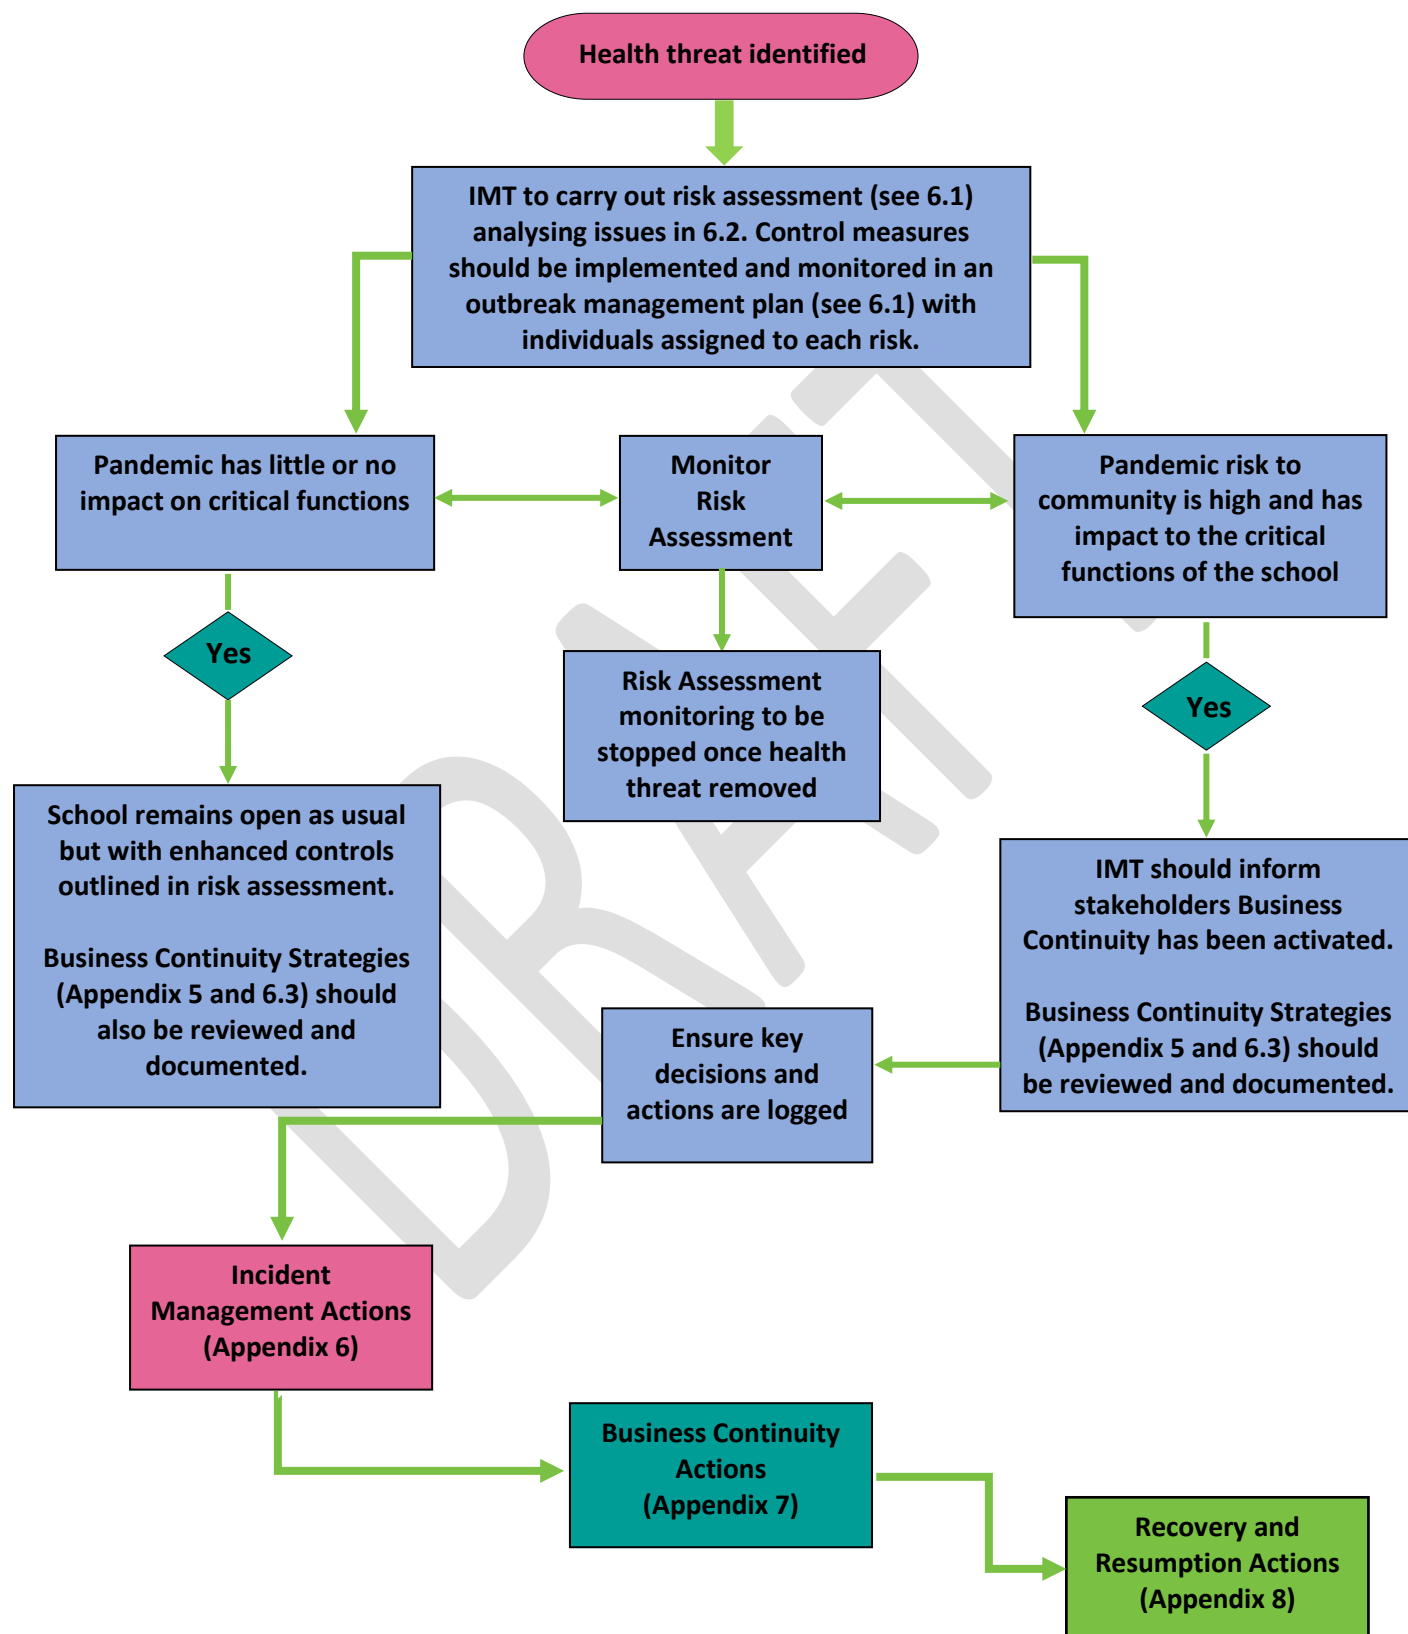 Health threat identified
IMT to carry out risk assessment (see 6.1)
analysing issues in 6.2. Control measures
should be implemented and monitored in an
outbreak management plan (see 6.1) with
individuals assigned to each risk.
Pandemic has little or no
impact on critical functions
Monitor
Risk
Assessment
Pandemic risk to
community is high and has
impact to the critical
functions of the school
Yes
Risk Assessment
monitoring to be
stopped once health
threat removed
Yes
School remains open as usual
but with enhanced controls
outlined in risk assessment.
Business Continuity Strategies
(Appendix 5 and 6.3) should
also be reviewed and
documented.
IMT should inform
stakeholders Business
Continuity has been activated.
Business Continuity Strategies
(Appendix 5 and 6.3) should
be reviewed and documented.
Ensure key
decisions and
actions are logged
Incident
Management Actions
(Appendix 6)
Business Continuity
Actions
(Appendix 7)
Recovery and
Resumption Actions
(Appendix 8)
DRAFT